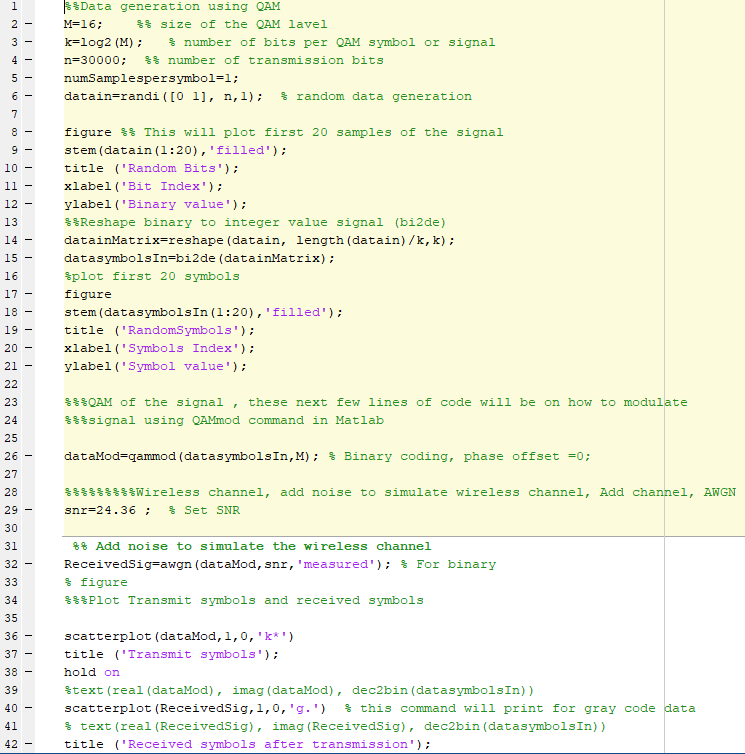 1 %%Data generation using QAM
2 - M=16; %% size of the QAM lavel
3 - k=log2(M); % number of bits per QAM symbol or signal
4 - n=30000; %% number of transmission bits
5 - numSamplespersymbol=1;
6 - datain=randi([0 1], n,1); % random data generation
7
8 - figure %% This will plot first 20 samples of the signal
9 - stem(datain(1:20),'filled');
10 - title ('Random Bits');
11 - xlabel('Bit Index');
12 - ylabel('Binary value');
13 %%Reshape binary to integer value signal (bi2de)
14 - datainMatrix=reshape(datain, length(datain)/k,k);
15 - datasymbolsIn=bi2de(datainMatrix);
16 %plot first 20 symbols
17 - figure
18 - stem(datasymbolsIn(1:20),'filled');
19 - title ('RandomSymbols');
20 - xlabel('Symbols Index');
21 - ylabel('Symbol value');
22
23 %%%QAM of the signal , these next few lines of code will be on how to modulate
24 %%%signal using QAMmod command in Matlab
25
26 - dataMod=qammod(datasymbolsIn,M); % Binary coding, phase offset =0;
27
28 %%%%%%%%%Wireless channel, add noise to simulate wireless channel, Add channel, AWGN
29 - snr=24.36 ; % Set SNR
30
31 %% Add noise to simulate the wireless channel
32 - ReceivedSig=awgn(dataMod,snr,'measured'); % For binary
33 % figure
34 %%%Plot Transmit symbols and received symbols
35
36 - scatterplot(dataMod,1,0,'k*')
37 - title ('Transmit symbols');
38 - hold on
39 %text(real(dataMod), imag(dataMod), dec2bin(datasymbolsIn))
40 - scatterplot(ReceivedSig,1,0,'g.') % this command will print for gray code data
41 % text(real(ReceivedSig), imag(ReceivedSig), dec2bin(datasymbolsIn))
42 - title ('Received symbols after transmission');